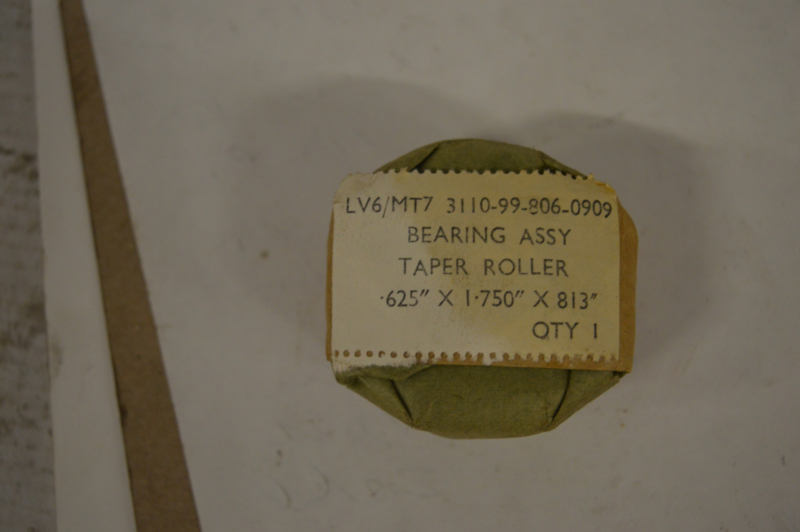 LV6/MT7 3110-99-806-0909
BEARING ASSY
TAPER ROLLER
·625" X 1·750" X 813"
QTY 1